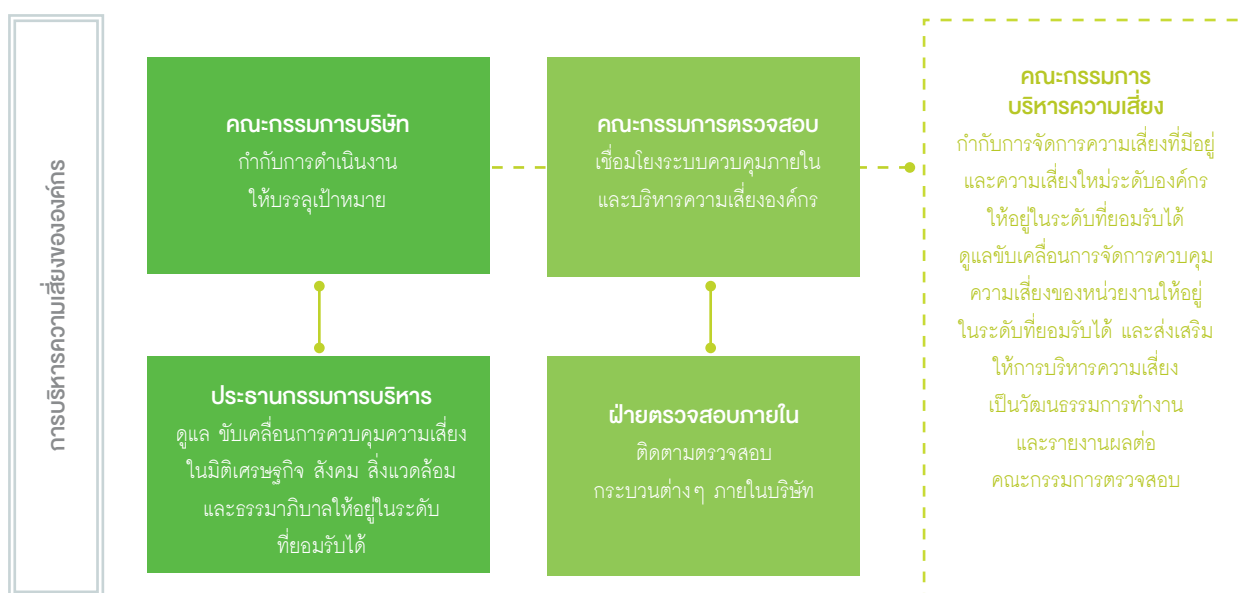 การบริหารความเสี่ยงขององค์กร
คณะกรรมการบริษัท
กำกับการดำเนินงาน
ให้บรรลุเป้าหมาย
คณะกรรมการตรวจสอบ
เชื่อมโยงระบบควบคุมภายใน
และบริหารความเสี่ยงองค์กร
คณะกรรมการ
บริหารความเสี่ยง
กำกับการจัดการความเสี่ยงที่มีอยู่
และความเสี่ยงใหม่ระดับองค์กร
ให้อยู่ในระดับที่ยอมรับได้
ดูแลขับเคลื่อนการจัดการควบคุม
ความเสี่ยงของหน่วยงานให้อยู่
ในระดับที่ยอมรับได้ และส่งเสริม
ให้การบริหารความเสี่ยง
เป็นวัฒนธรรมการทำงาน
และรายงานผลต่อ
คณะกรรมการตรวจสอบ
ประธานกรรมการบริหาร
ดูแล ขับเคลื่อนการควบคุมความเสี่ยง
ในมิติเศรษฐกิจ สังคม สิ่งแวดล้อม
และธรรมาภิบาลให้อยู่ในระดับ
ที่ยอมรับได้
ฝ่ายตรวจสอบภายใน
ติดตามตรวจสอบ
กระบวนต่างๆ ภายในบริษัท